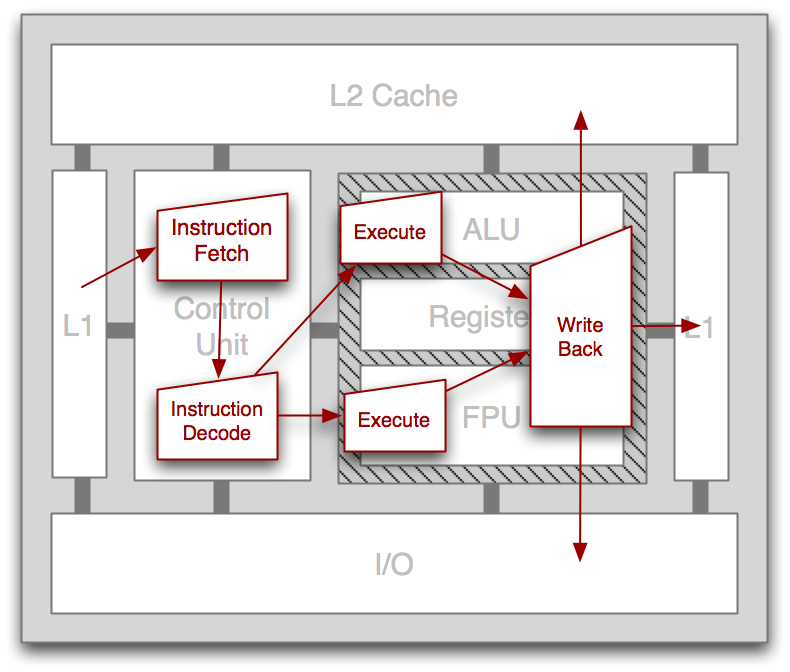 L2 Cache
Instruction
Fetch
Execute
ALU
L1
Control
Unit
Registe
Write
Back
L1
Instruction
Decode
Execute
FPU
I/O